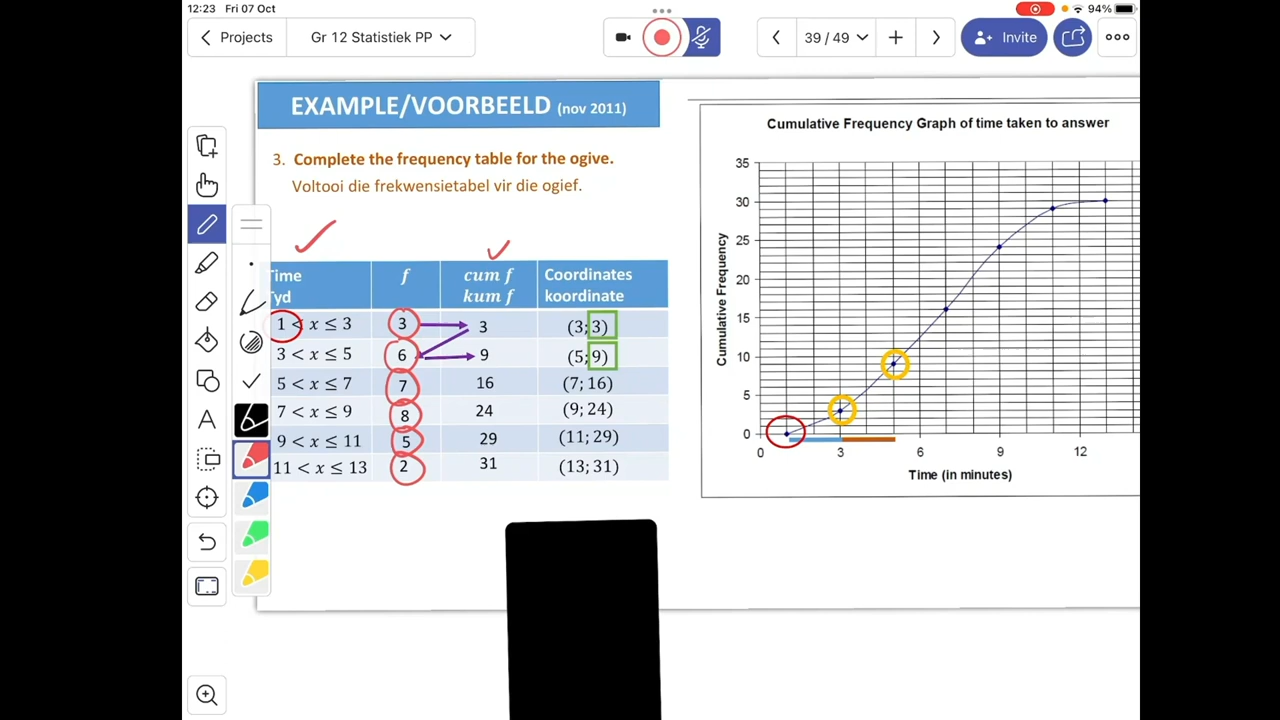 12:23 Fri 07 Oct
94%
Projects
Gr 12 Statistiek PP
39 / 49
Invite
EXAMPLE/VOORBEELD (nov 2011)
3. Complete the frequency table for the ogive.
Voltooi die frekwensietabel vir die ogief.
Time f cum f Coordinates
Tyd kum f koordinate
1 < x ≤ 3 3 3 (3; 3)
3 < x ≤ 5 6 9 (5; 9)
5 < x ≤ 7 7 16 (7; 16)
7 < x ≤ 9 8 24 (9; 24)
9 < x ≤ 11 5 29 (11; 29)
11 < x ≤ 13 2 31 (13; 31)
Cumulative Frequency Graph of time taken to answer
Cumulative Frequency
35
30
25
20
15
10
5
0
0 3 6 9 12
Time (in minutes)
A